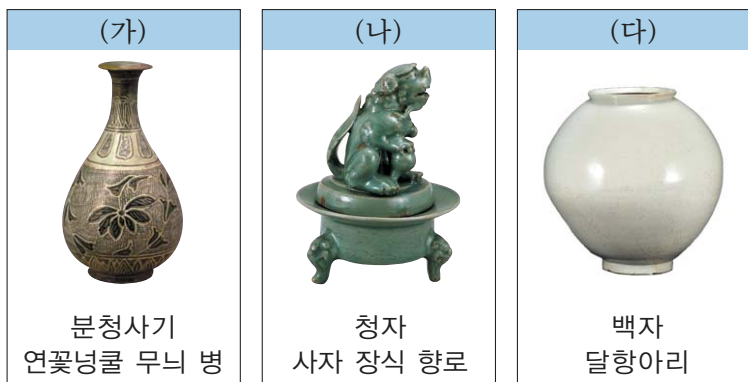 (가)
분청사기
연꽃넝쿨 무늬 병
(나)
청자
사자 장식 향로
(다)
백자
달항아리